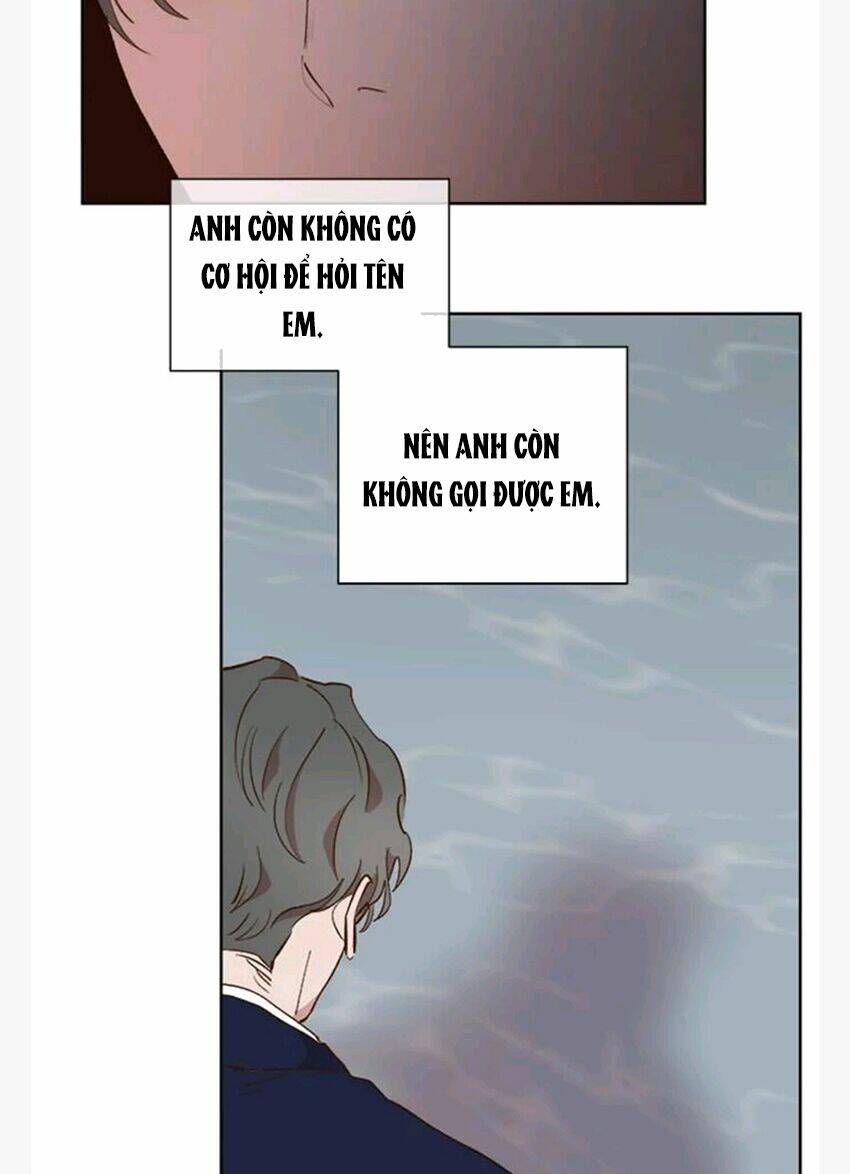 ANH CÒN KHÔNG CÓ
CƠ HỘI ĐỂ HỎI TÊN
EM.
NÊN ANH CÒN
KHÔNG GỌI ĐƯỢC EM.